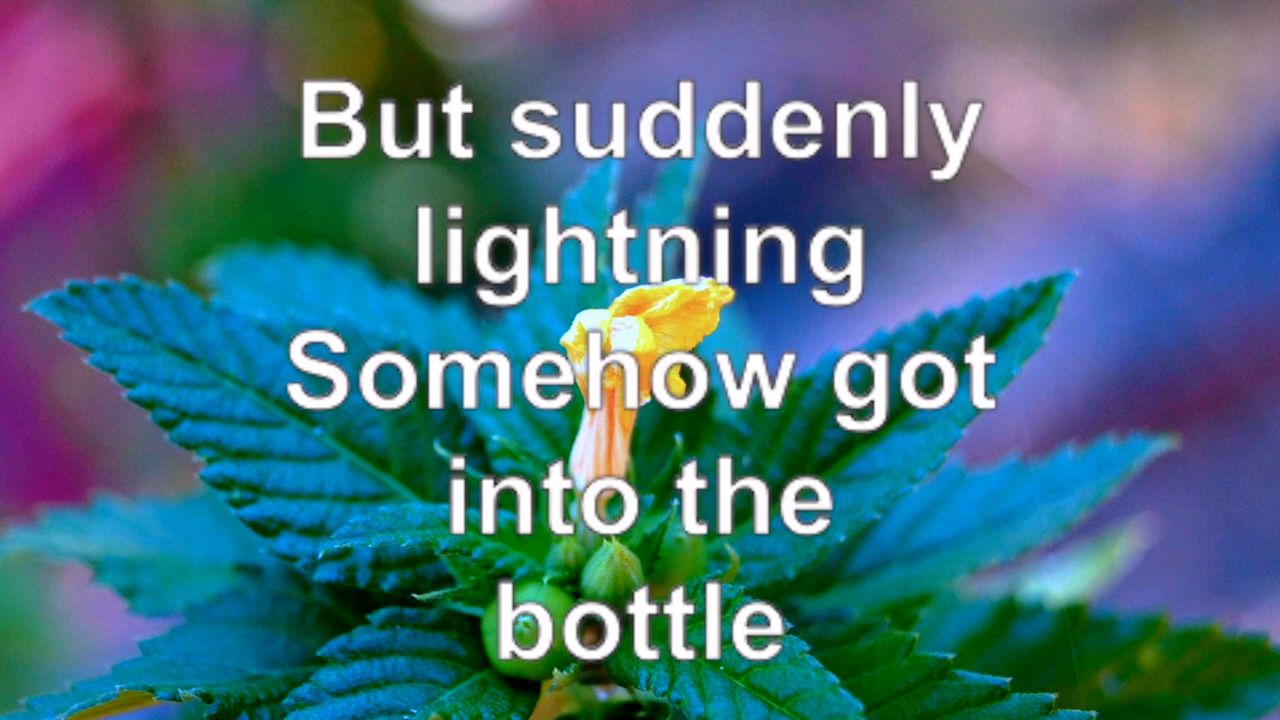 But suddenly
lightning
Somehow got
into the
bottle